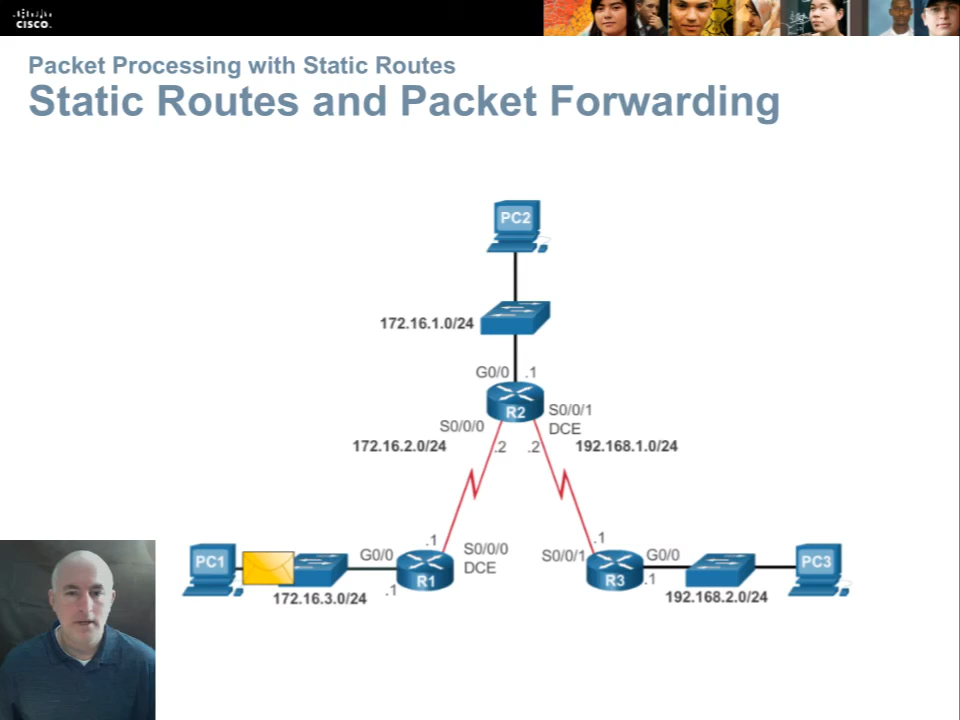 CISCO.
Packet Processing with Static Routes
Static Routes and Packet Forwarding
PC2
172.16.1.0/24
G0/0 .1
R2
S0/0/1
DCE
S0/0/0
172.16.2.0/24
.2 .2
192.168.1.0/24
PC1
G0/0
.1
R1
S0/0/0
DCE
.1
172.16.3.0/24
S0/0/1
.1
R3
G0/0
.1
192.168.2.0/24
PC3